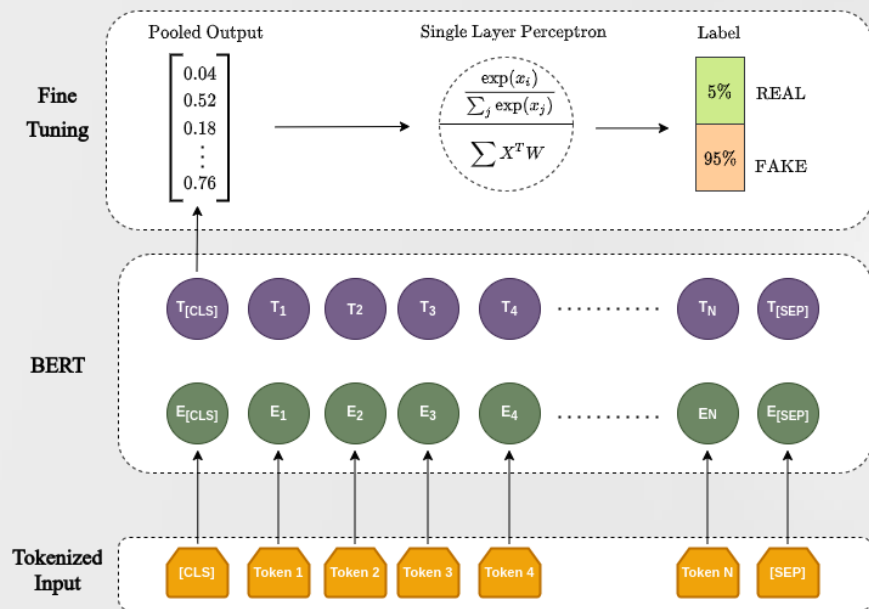 Pooled Output Single Layer Perceptron Label
Fine
Tuning
0.04
0.52
0.18
⋮
0.76
exp(x_i)
∑_j exp(x_j)
∑ X^T W
5% REAL
95% FAKE
BERT
T[CLS] T1 T2 T3 T4 ........... TN T[SEP]
E[CLS] E1 E2 E3 E4 ........... EN E[SEP]
Tokenized
Input
[CLS] Token 1 Token 2 Token 3 Token 4 Token N [SEP]